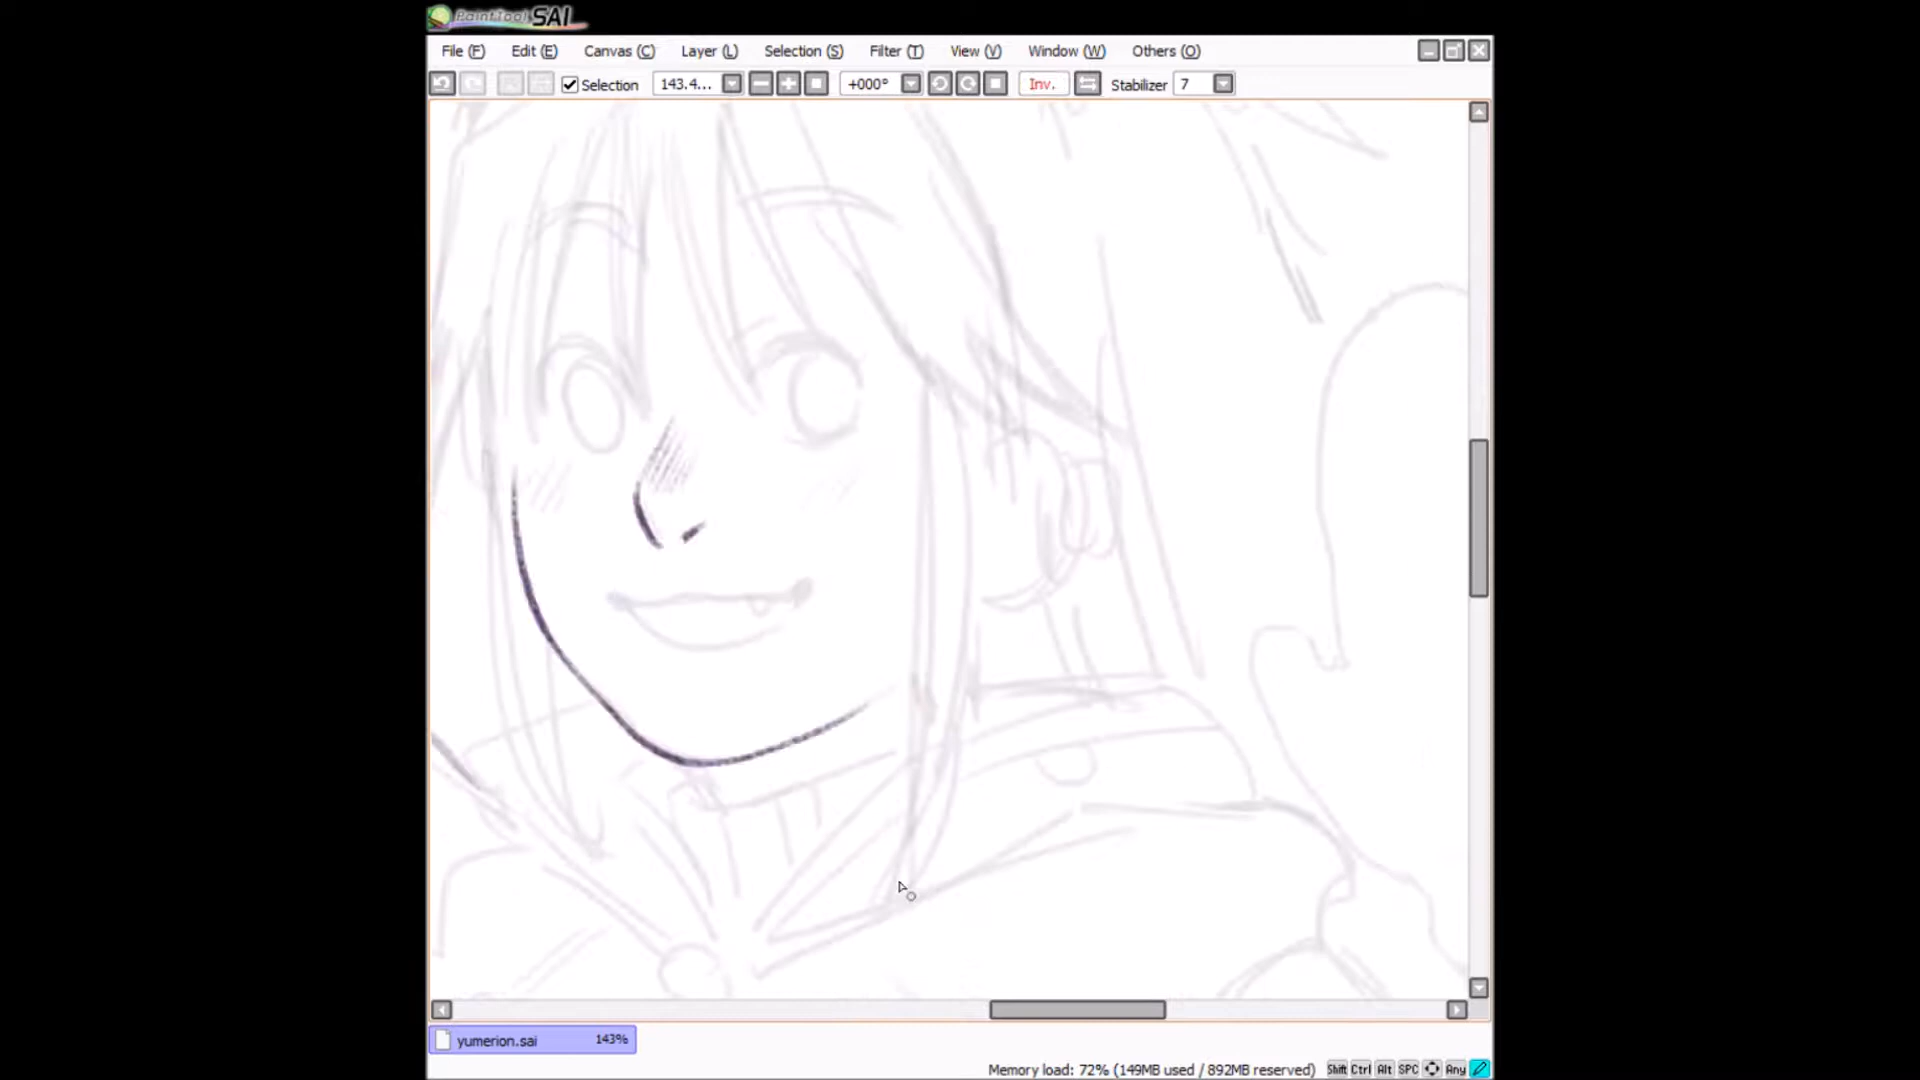 PaintTool SAI
File (F) Edit (E) Canvas (C) Layer (L) Selection (S) Filter (T) View (V) Window (W) Others (O)
Selection 143.4... +000° Inv. Stabilizer 7
yumerion.sai 143%
Memory load: 72% (149MB used / 892MB reserved) Shift Ctrl Alt SPC Any